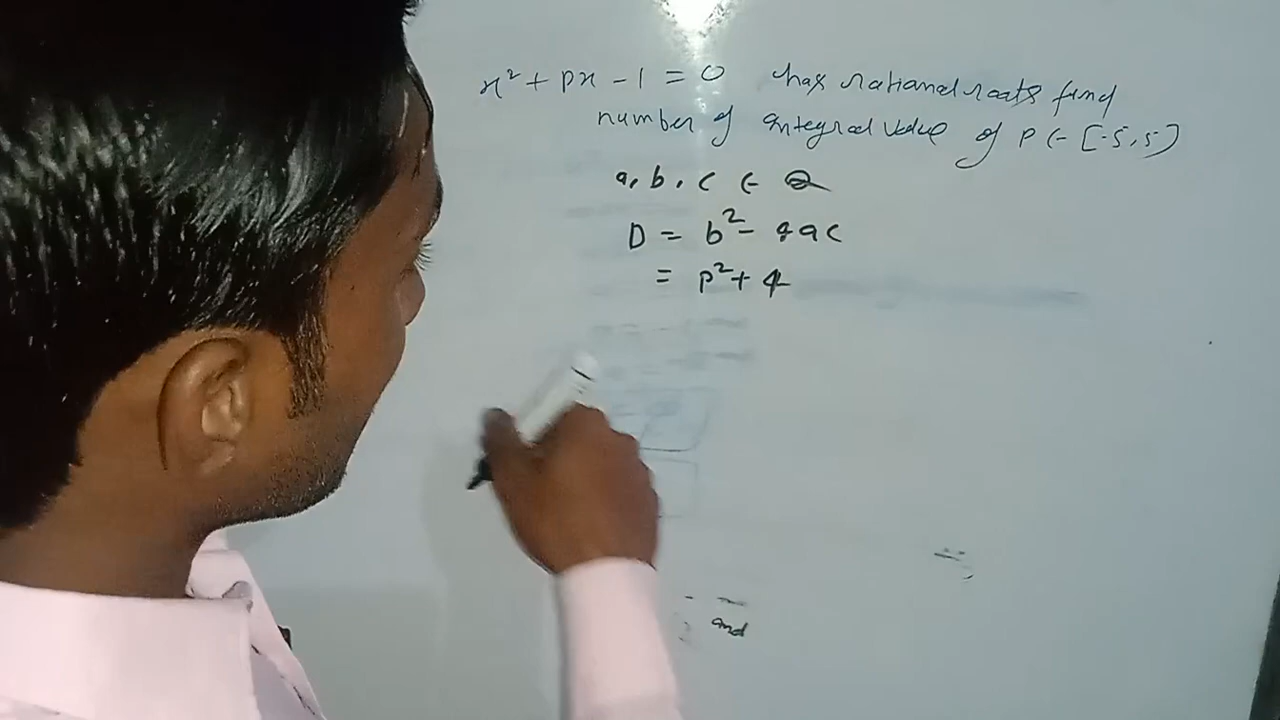 x² + px - 1 = 0 has rational roots find
number of integral value of P ∈ [-5, 5]
a, b, c ∈ Q
D = b² - 4ac
= p² + 4
and